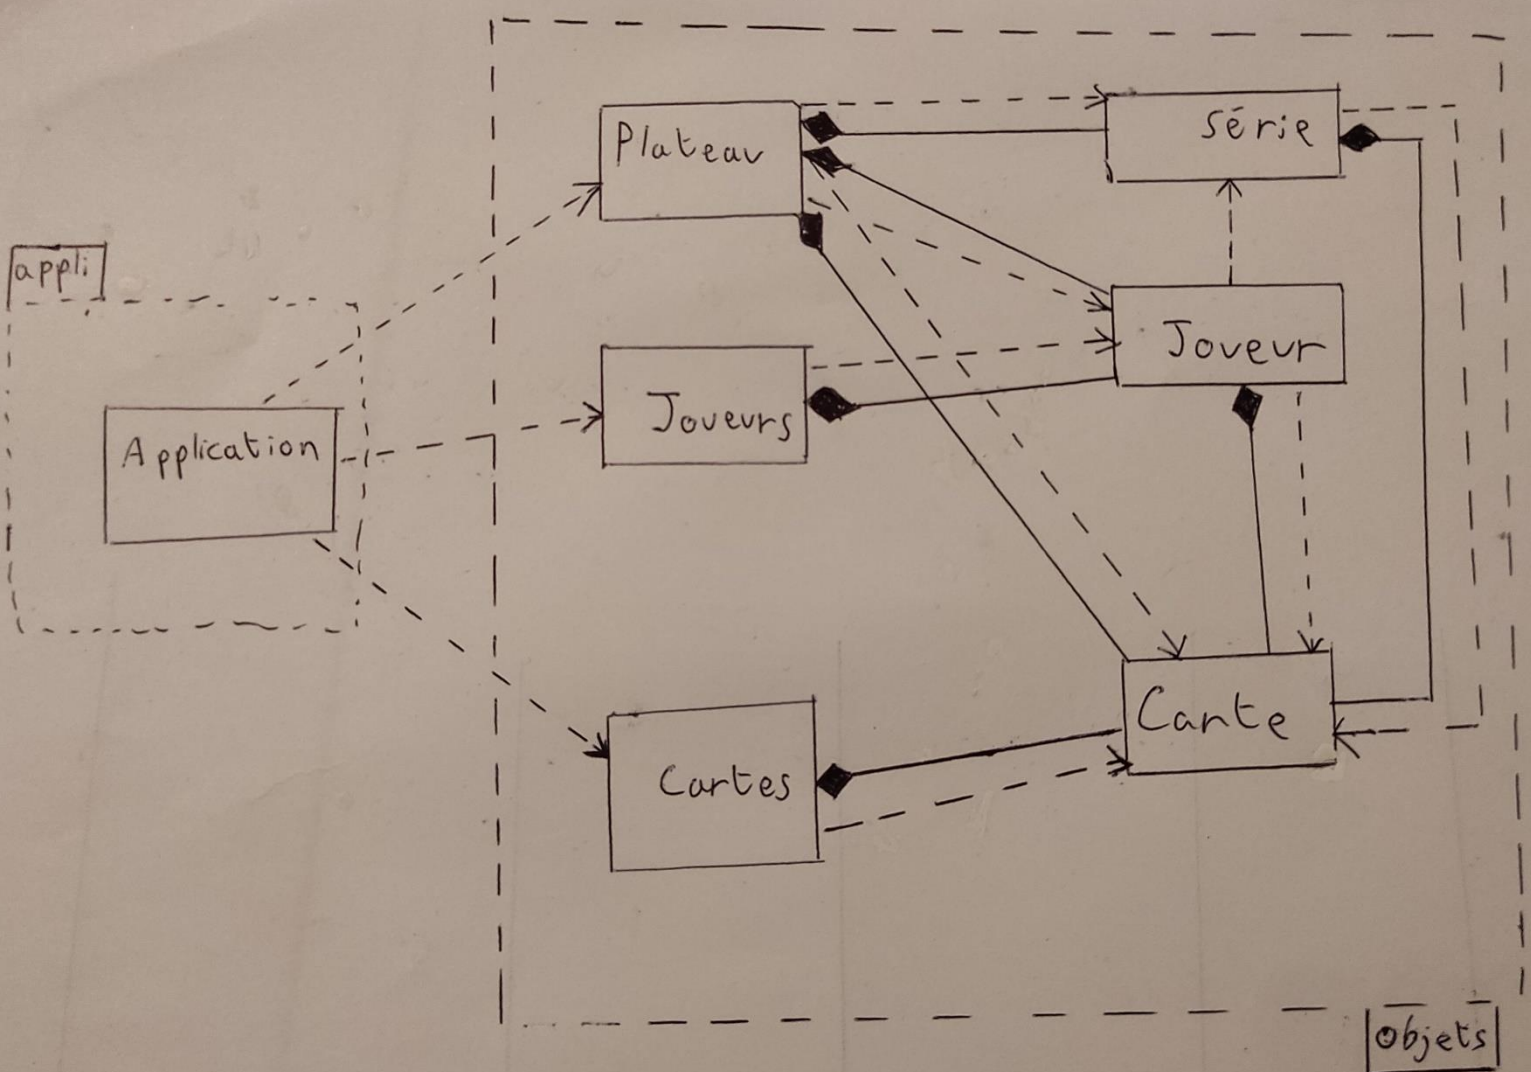 Plateau
Série
appli
Joueur
Joueurs
Application
Carte
Cartes
Objets